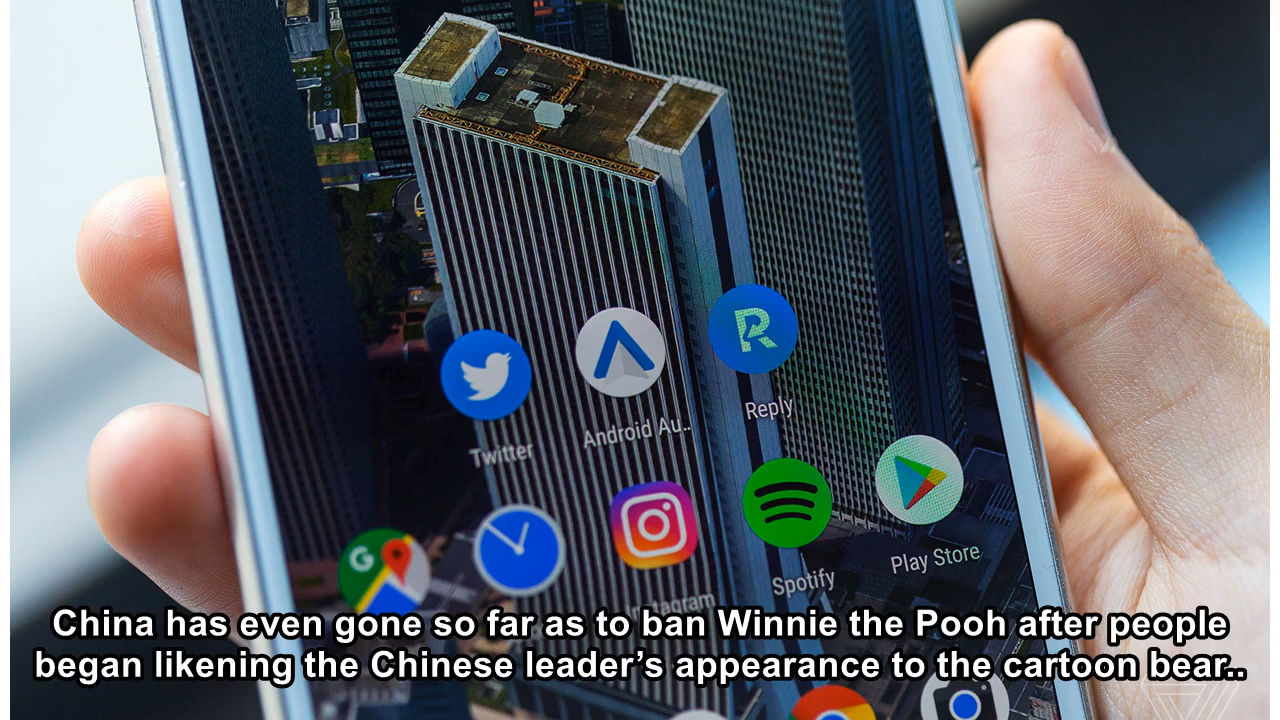 Reply
Android Au..
Twitter
Play Store
Spotify
Instagram
China has even gone so far as to ban Winnie the Pooh after people
began likening the Chinese leader’s appearance to the cartoon bear..